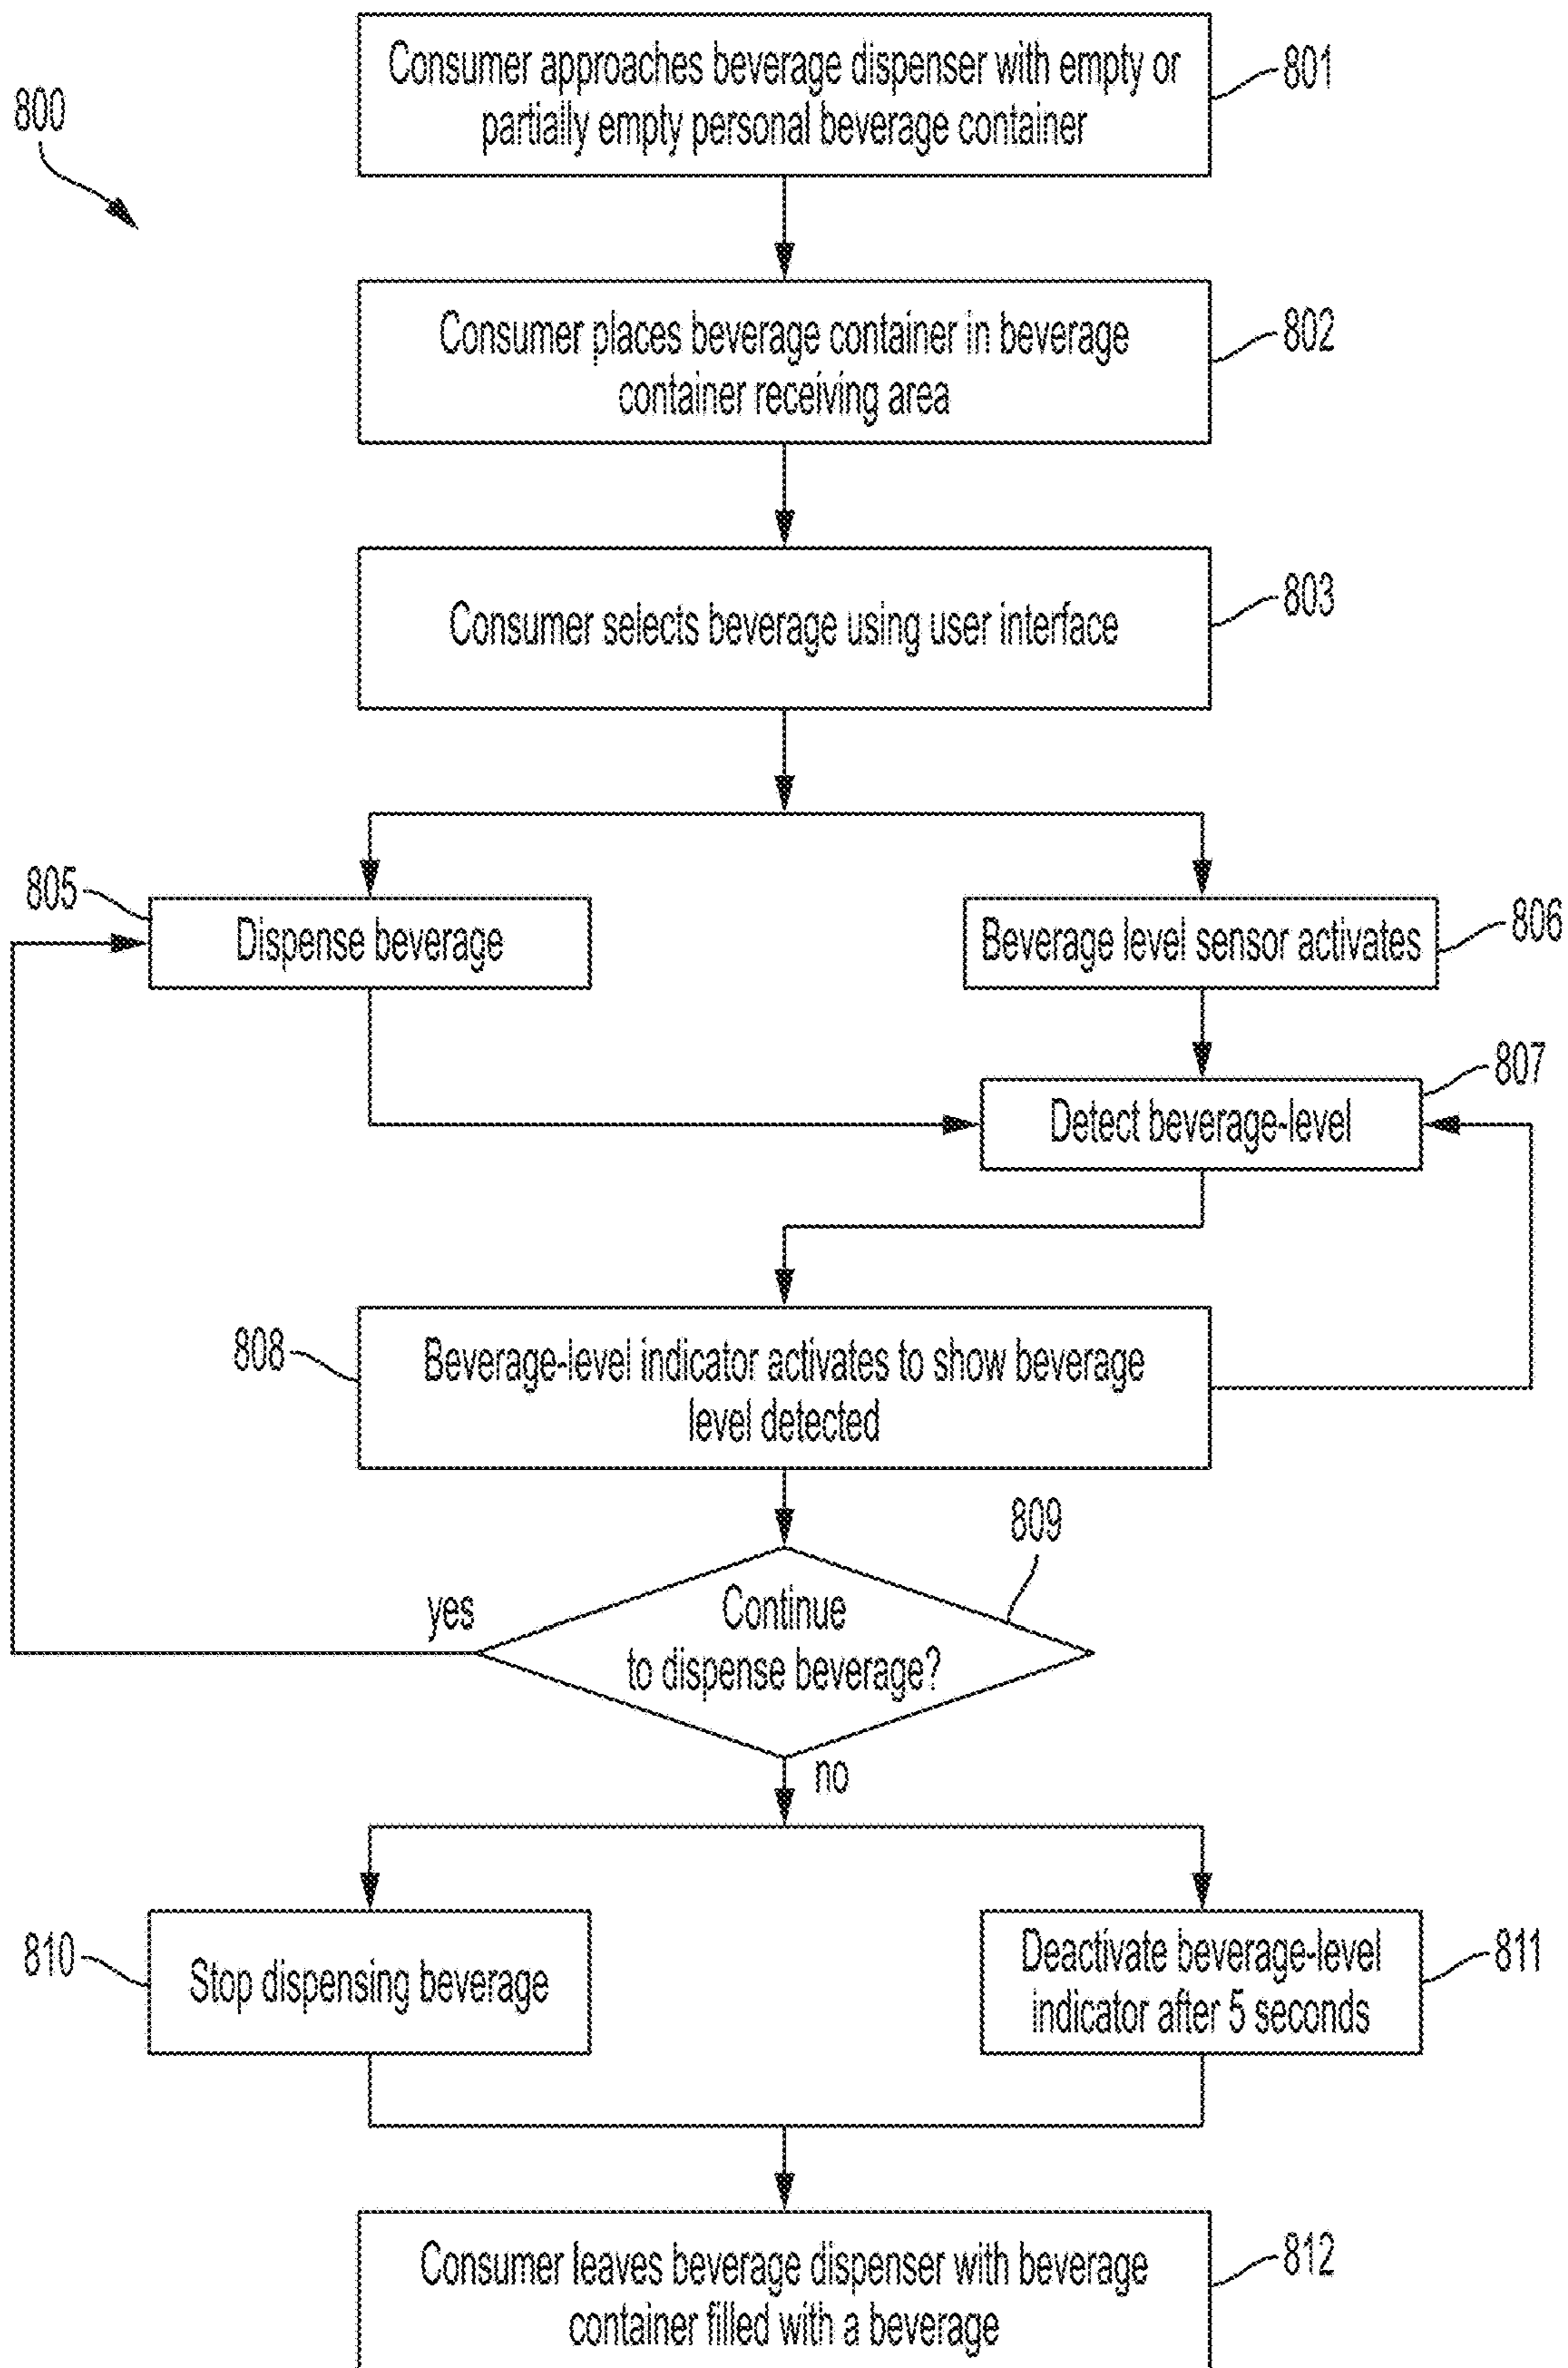 800
Consumer approaches beverage dispenser with empty or
partially empty personal beverage container
801
Consumer places beverage container in beverage
container receiving area
802
Consumer selects beverage using user interface
803
805
Dispense beverage
Beverage level sensor activates
806
Detect beverage-level
807
808
Beverage-level indicator activates to show beverage
level detected
809
Continue
to dispense beverage?
yes
no
810
Stop dispensing beverage
Deactivate beverage-level
indicator after 5 seconds
811
Consumer leaves beverage dispenser with beverage
container filled with a beverage
812